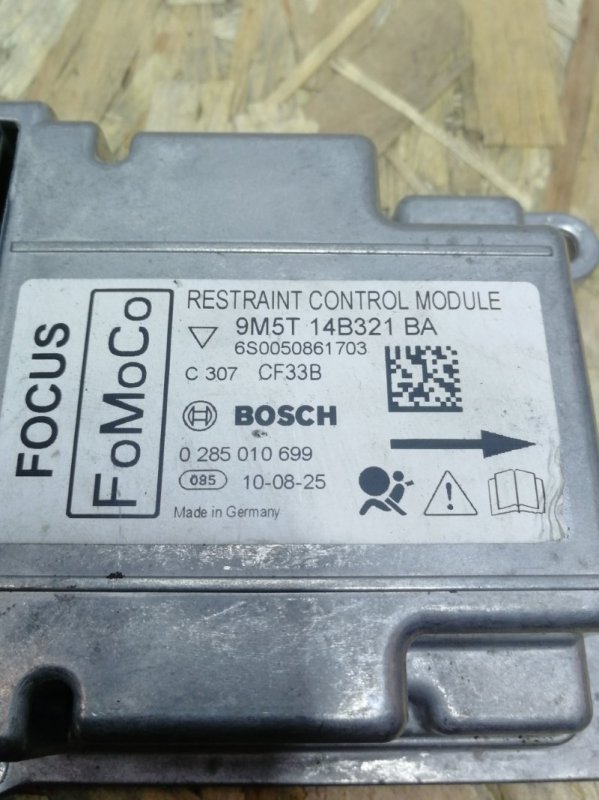 FOCUS
FoMoCo
RESTRAINT CONTROL MODULE
9M5T 14B321 BA
6S0050861703
C 307 CF33B
BOSCH
0 285 010 699
085 10-08-25
Made in Germany